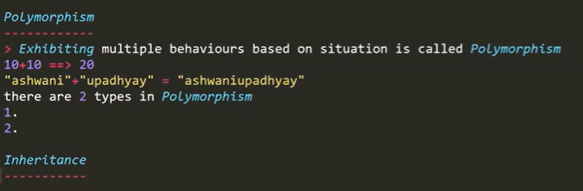 Polymorphism
------------
> Exhibiting multiple behaviours based on situation is called Polymorphism
10+10 ==> 20
"ashwani"+"upadhyay" = "ashwaniupadhyay"
there are 2 types in Polymorphism
1.
2.
Inheritance
-----------